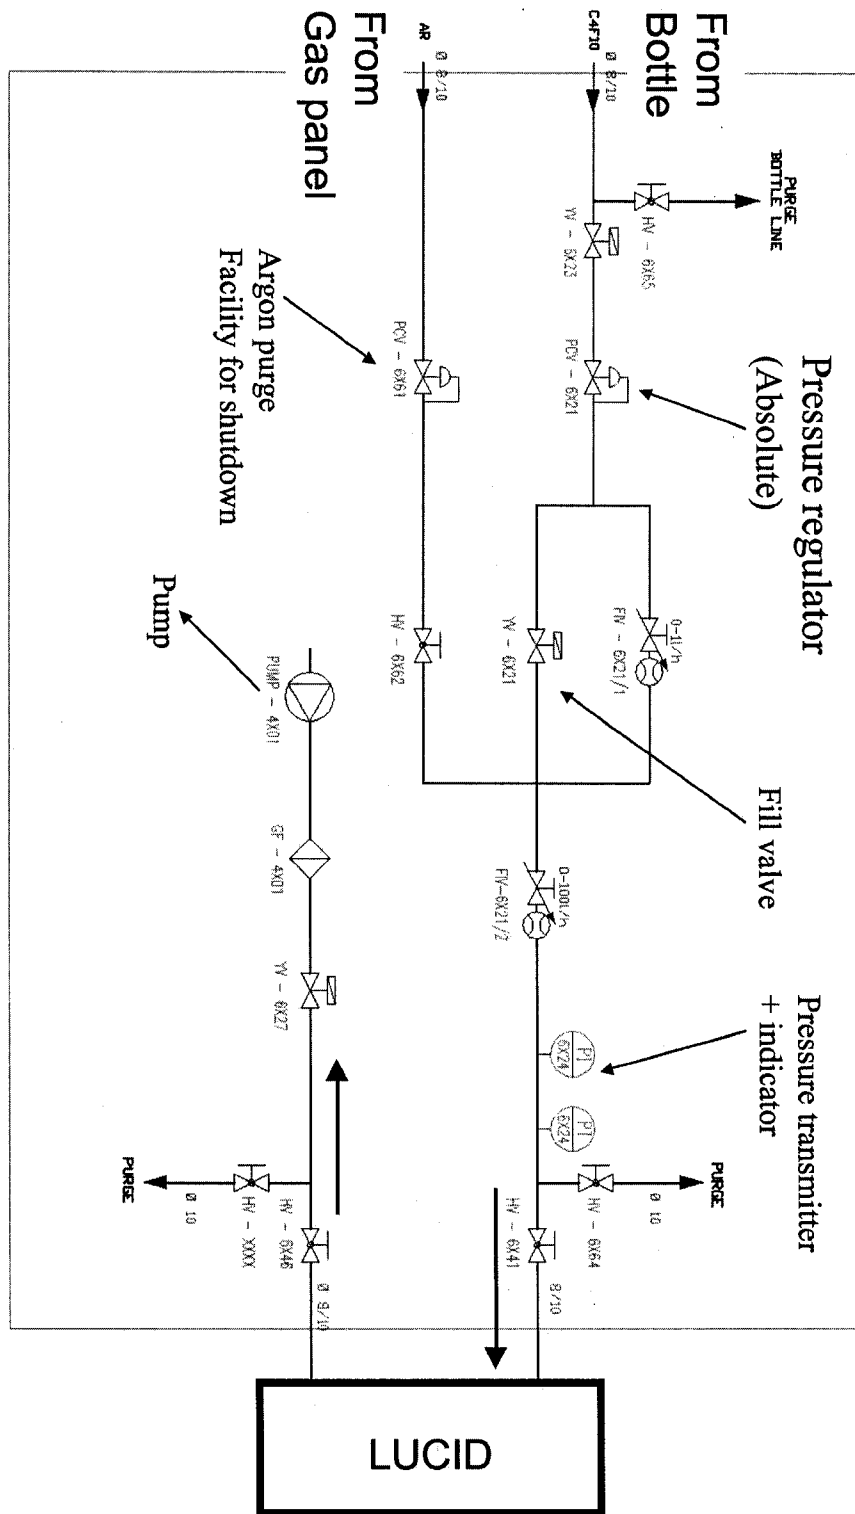 From
Bottle
C4F10
Ø 8/10
From
Gas panel
AR
Ø 8/10
PURGE
BOTTLE LINE
HV - 6X65
YV - 6X23
Pressure regulator
(Absolute)
PCV - 6X21
Argon purge
Facility for shutdown
PCV - 6X61
0-1l/h
FIV - 6X21/1
YV - 6X21
HV - 6X62
Fill valve
Pump
PUMP - 4X01
GF - 4X01
YV - 6X27
0-100l/h
FIV-6X21/2
Pressure transmitter
+ indicator
PT
6X24
PI
6X24
PURGE
Ø 10
HV - 6X64
HV - 6X41
8/10
PURGE
Ø 10
HV - XXXX
HV - 6X46
Ø 8/10
LUCID